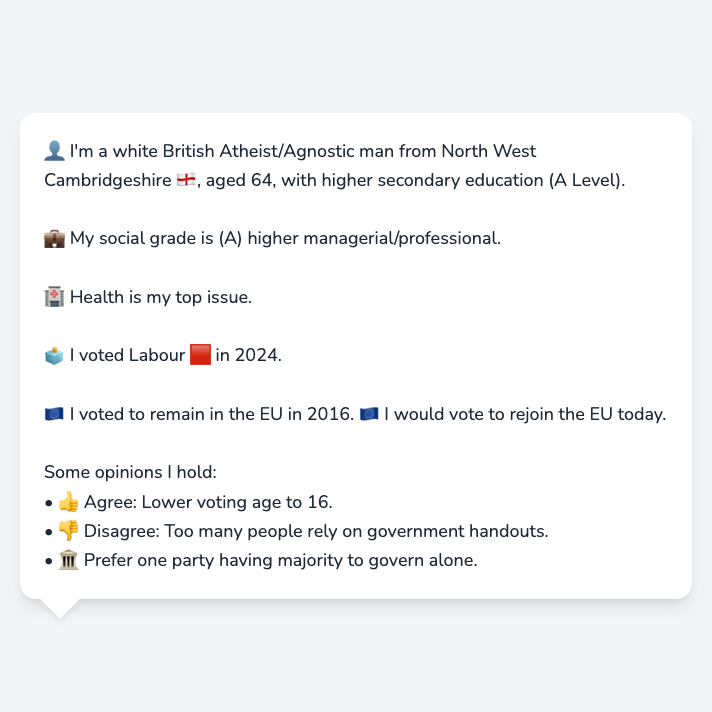 👤 I'm a white British Atheist/Agnostic man from North West
Cambridgeshire 🏴󠁧󠁢󠁥󠁮󠁧󠁿, aged 64, with higher secondary education (A Level).
💼 My social grade is (A) higher managerial/professional.
🏥 Health is my top issue.
🗳️ I voted Labour 🟥 in 2024.
🇪🇺 I voted to remain in the EU in 2016. 🇪🇺 I would vote to rejoin the EU today.
Some opinions I hold:
• 👍 Agree: Lower voting age to 16.
• 👎 Disagree: Too many people rely on government handouts.
• 🏛️ Prefer one party having majority to govern alone.